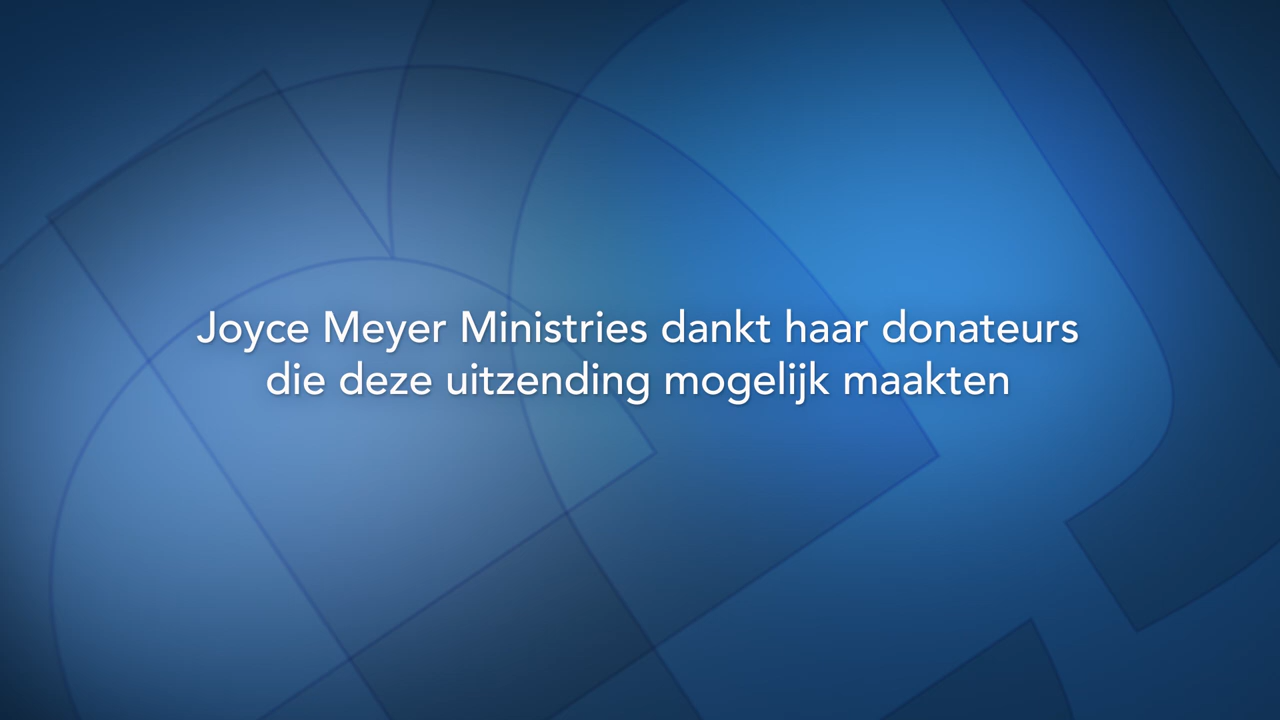 Joyce Meyer Ministries dankt haar donateurs
die deze uitzending mogelijk maakten